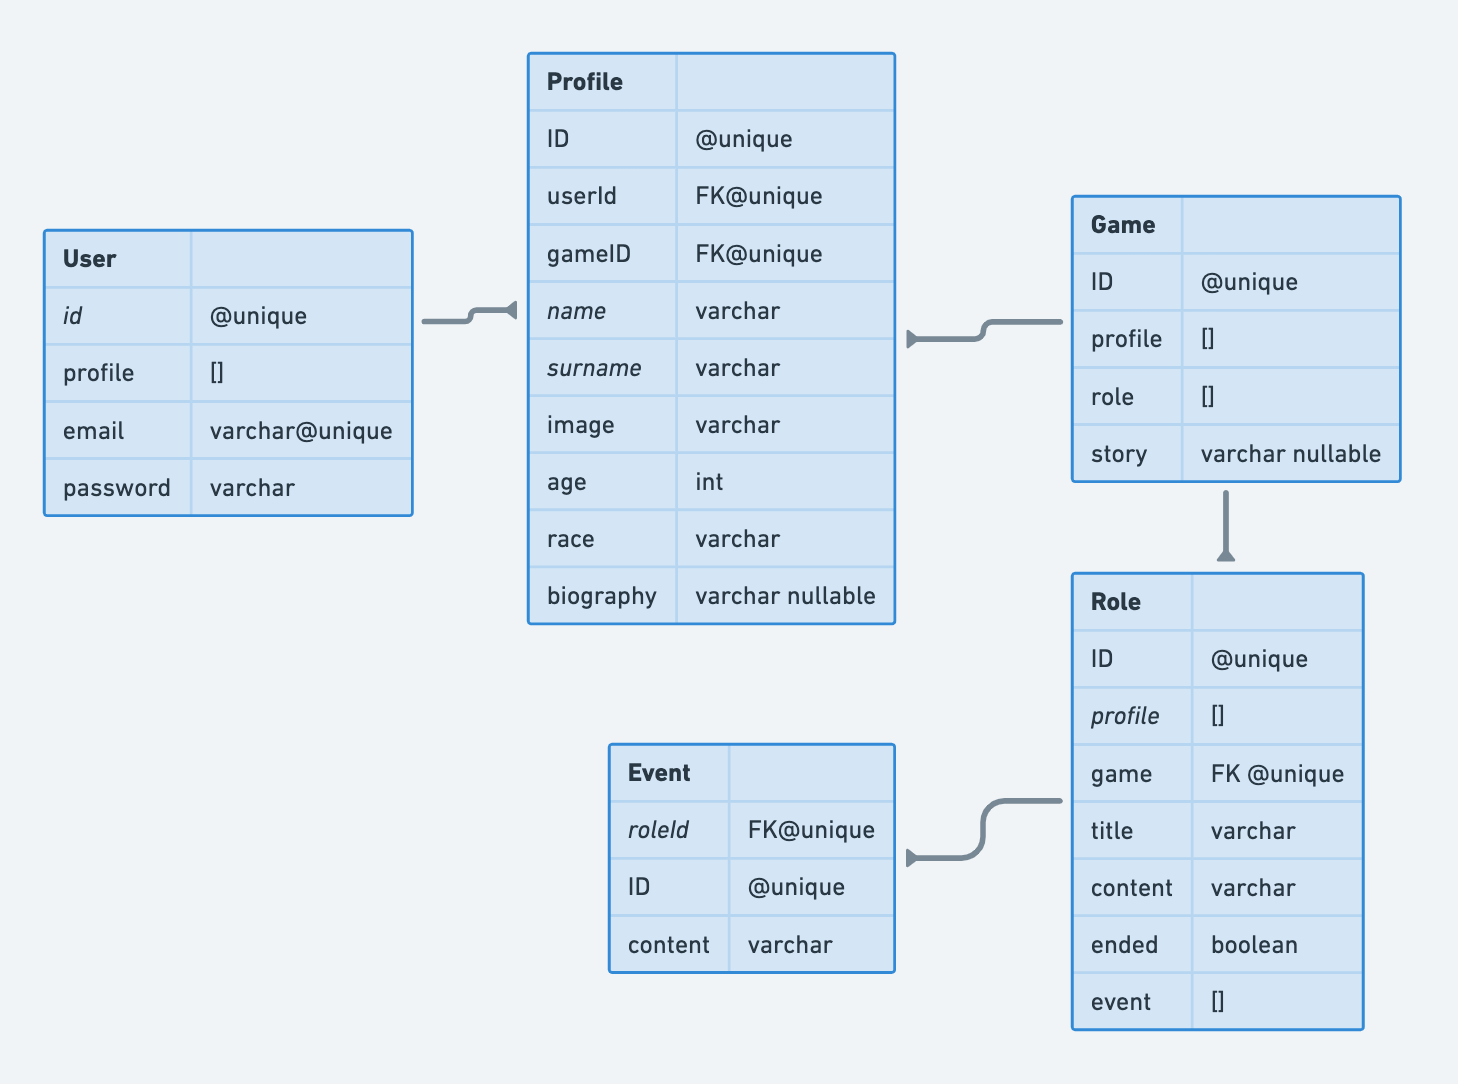 Profile
ID @unique
userId FK@unique
gameID FK@unique
name varchar
surname varchar
image varchar
age int
race varchar
biography varchar nullable
User
id @unique
profile []
email varchar@unique
password varchar
Game
ID @unique
profile []
role []
story varchar nullable
Role
ID @unique
profile []
game FK @unique
title varchar
content varchar
ended boolean
event []
Event
roleId FK@unique
ID @unique
content varchar